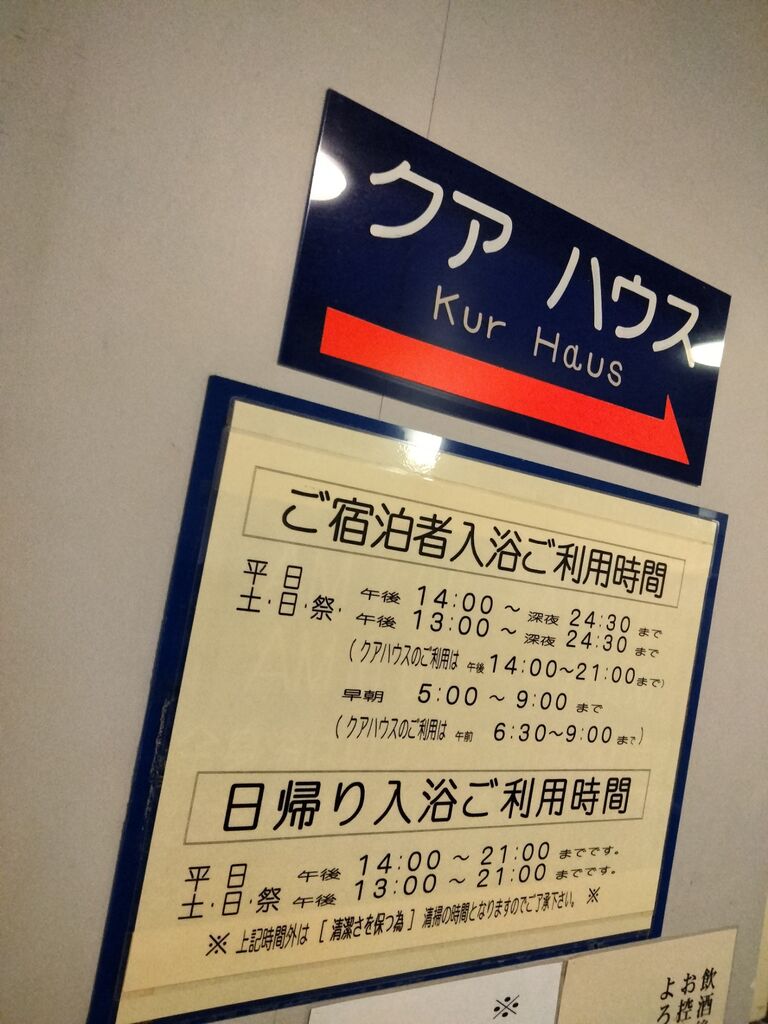 クア ハウス
Kur Haus
ご宿泊者入浴ご利用時間
平日 午後 14:00 ～ 深夜 24:30 まで
土・日・祭・ 午後 13:00 ～ 深夜 24:30 まで
(クアハウスのご利用は 午後 14:00～21:00まで)
早朝 5:00 ～ 9:00 まで
(クアハウスのご利用は 午前 6:30～9:00まで)
日帰り入浴ご利用時間
平日 午後 14:00 ～ 21:00 までです。
土・日・祭 午後 13:00 ～ 21:00 までです。
※ 上記時間外は [ 清潔さを保つ為 ] 清掃の時間となりますのでご了承下さい。 ※
※
飲酒
お控
よろ